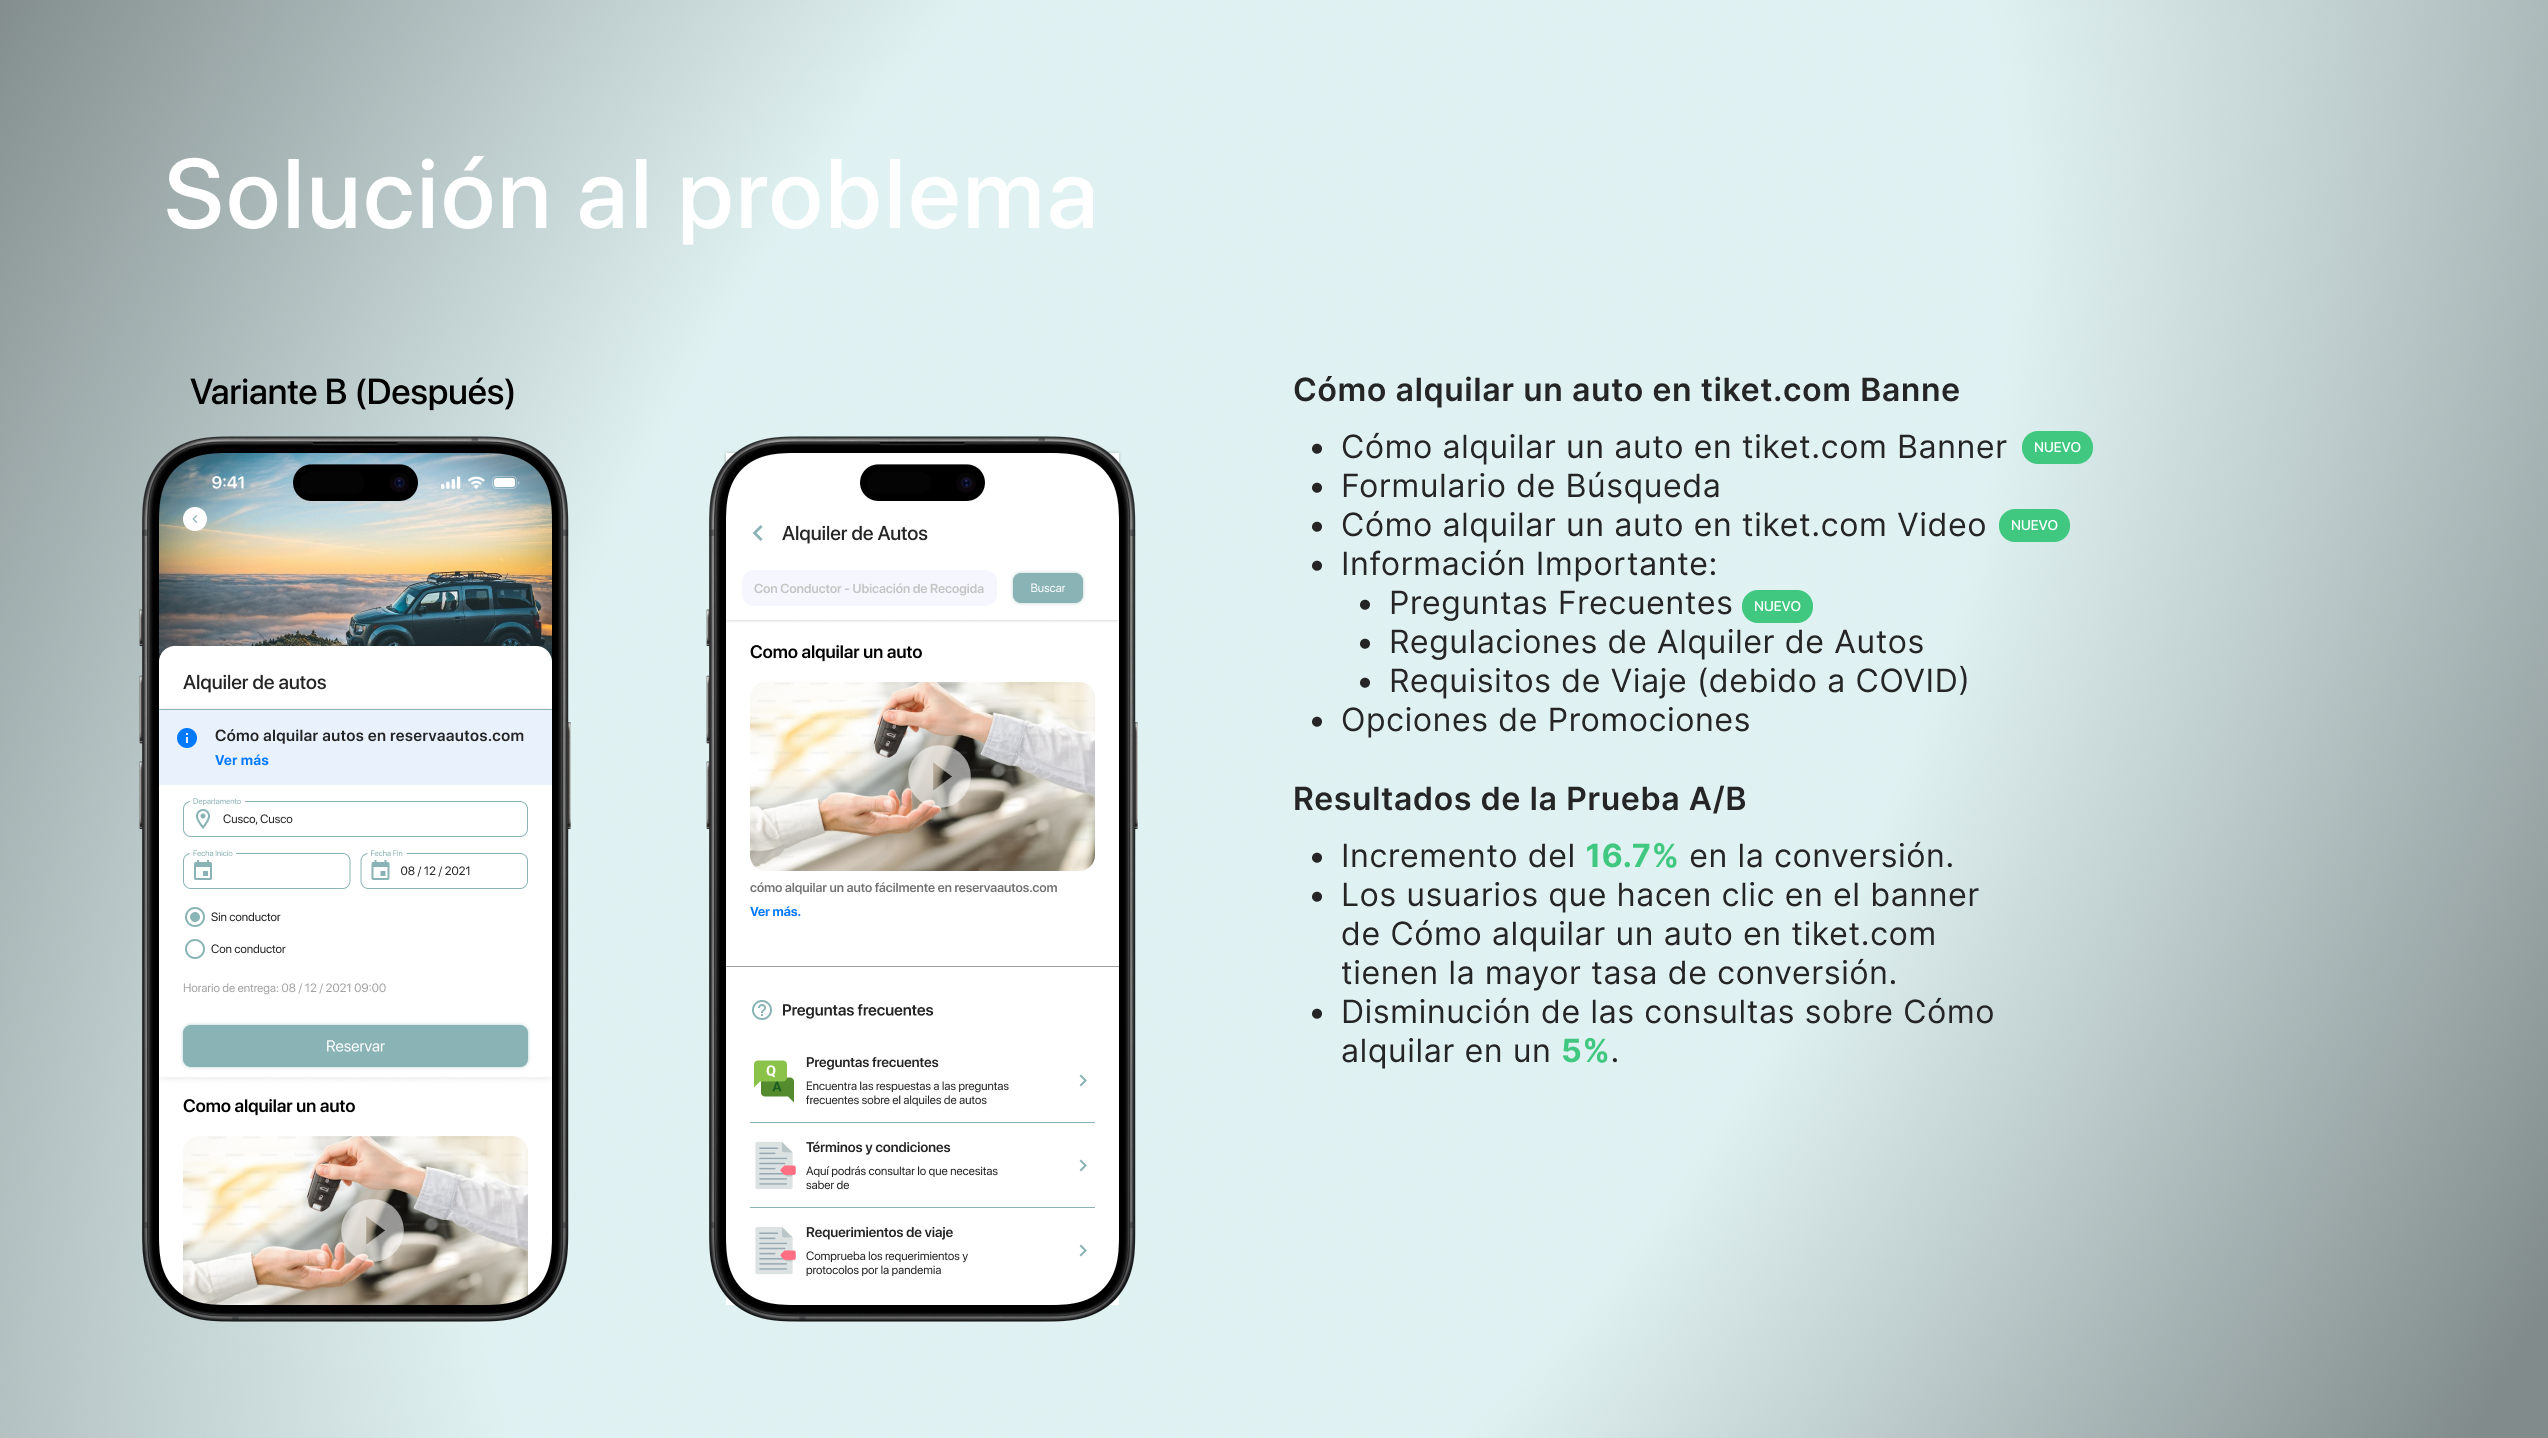 Solución al problema
Variante B (Después)
9:41
Alquiler de autos
Cómo alquilar autos en reservaautos.com
Ver más
Departamento
Cusco, Cusco
Fecha Inicio
Fecha Fin
08 / 12 / 2021
Sin conductor
Con conductor
Horario de entrega: 08 / 12 / 2021 09:00
Reservar
Como alquilar un auto
Alquiler de Autos
Con Conductor - Ubicación de Recogida
Buscar
Como alquilar un auto
cómo alquilar un auto fácilmente en reservaautos.com
Ver más.
Preguntas frecuentes
Q
A
Preguntas frecuentes
Encuentra las respuestas a las preguntas
frecuentes sobre el alquiles de autos
Términos y condiciones
Aquí podrás consultar lo que necesitas
saber de
Requerimientos de viaje
Comprueba los requerimientos y
protocolos por la pandemia
Cómo alquilar un auto en tiket.com Banne
• Cómo alquilar un auto en tiket.com Banner NUEVO
• Formulario de Búsqueda
• Cómo alquilar un auto en tiket.com Video NUEVO
• Información Importante:
• Preguntas Frecuentes NUEVO
• Regulaciones de Alquiler de Autos
• Requisitos de Viaje (debido a COVID)
• Opciones de Promociones
Resultados de la Prueba A/B
• Incremento del 16.7% en la conversión.
• Los usuarios que hacen clic en el banner
de Cómo alquilar un auto en tiket.com
tienen la mayor tasa de conversión.
• Disminución de las consultas sobre Cómo
alquilar en un 5%.